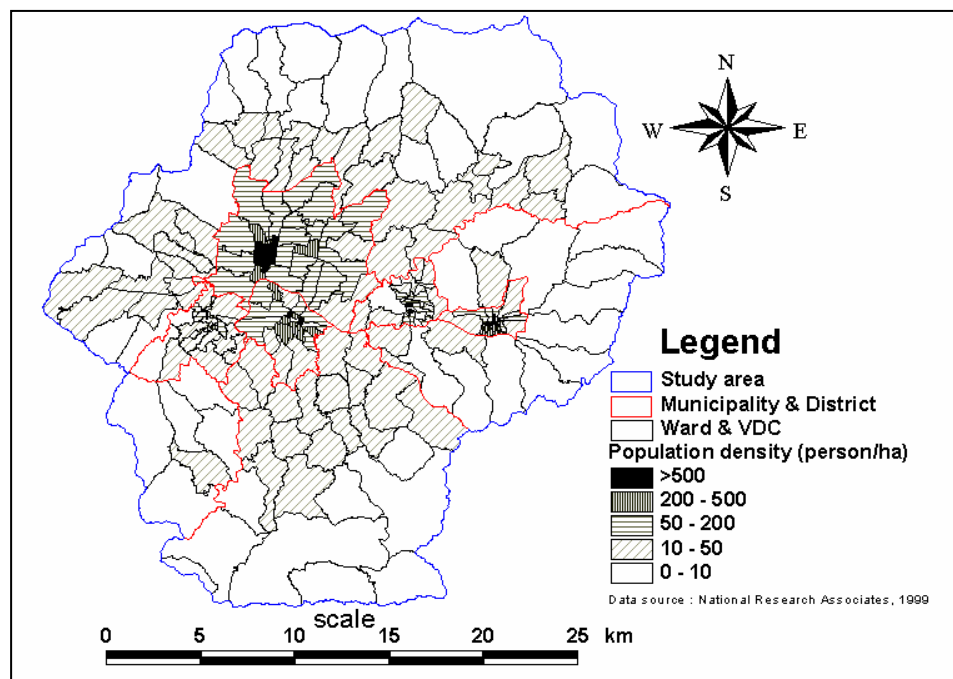 N
W E
S
Legend
Study area
Municipality & District
Ward & VDC
Population density (person/ha)
>500
200 - 500
50 - 200
10 - 50
0 - 10
Data source : National Research Associates, 1999
scale
0 5 10 15 20 25 km